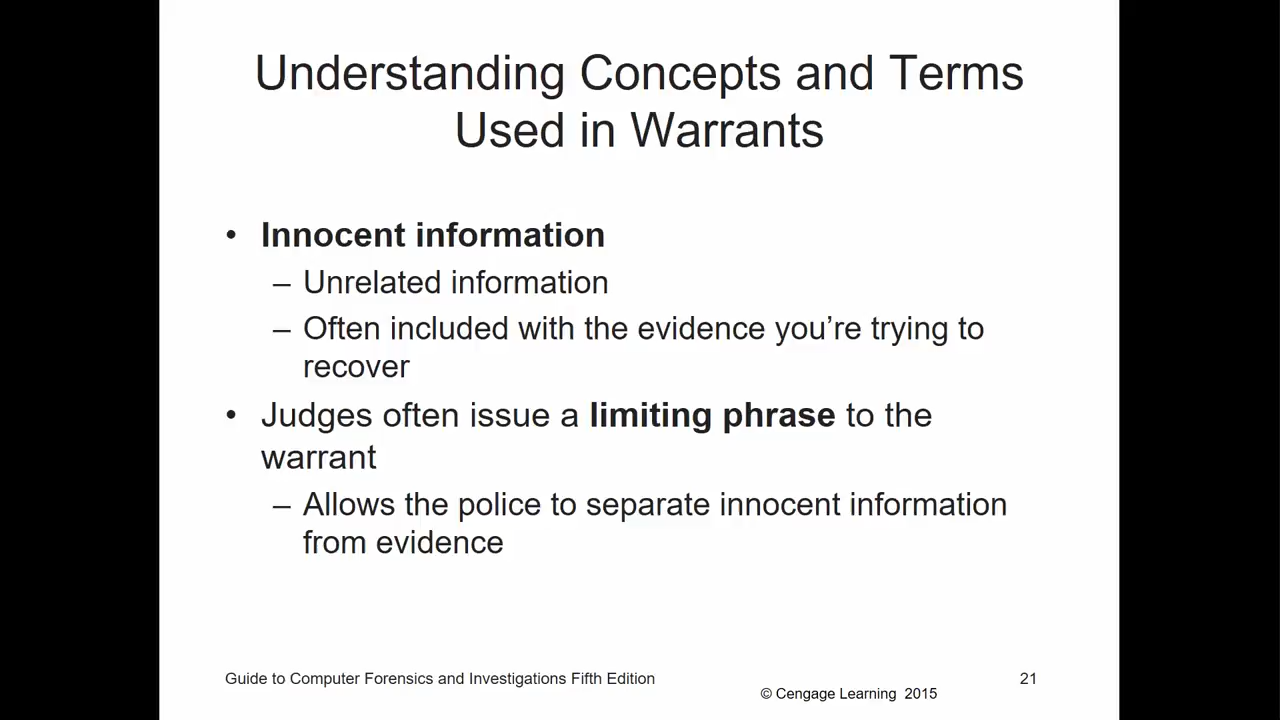 Understanding Concepts and Terms
Used in Warrants
• Innocent information
– Unrelated information
– Often included with the evidence you’re trying to
recover
• Judges often issue a limiting phrase to the
warrant
– Allows the police to separate innocent information
from evidence
Guide to Computer Forensics and Investigations Fifth Edition
21
© Cengage Learning 2015